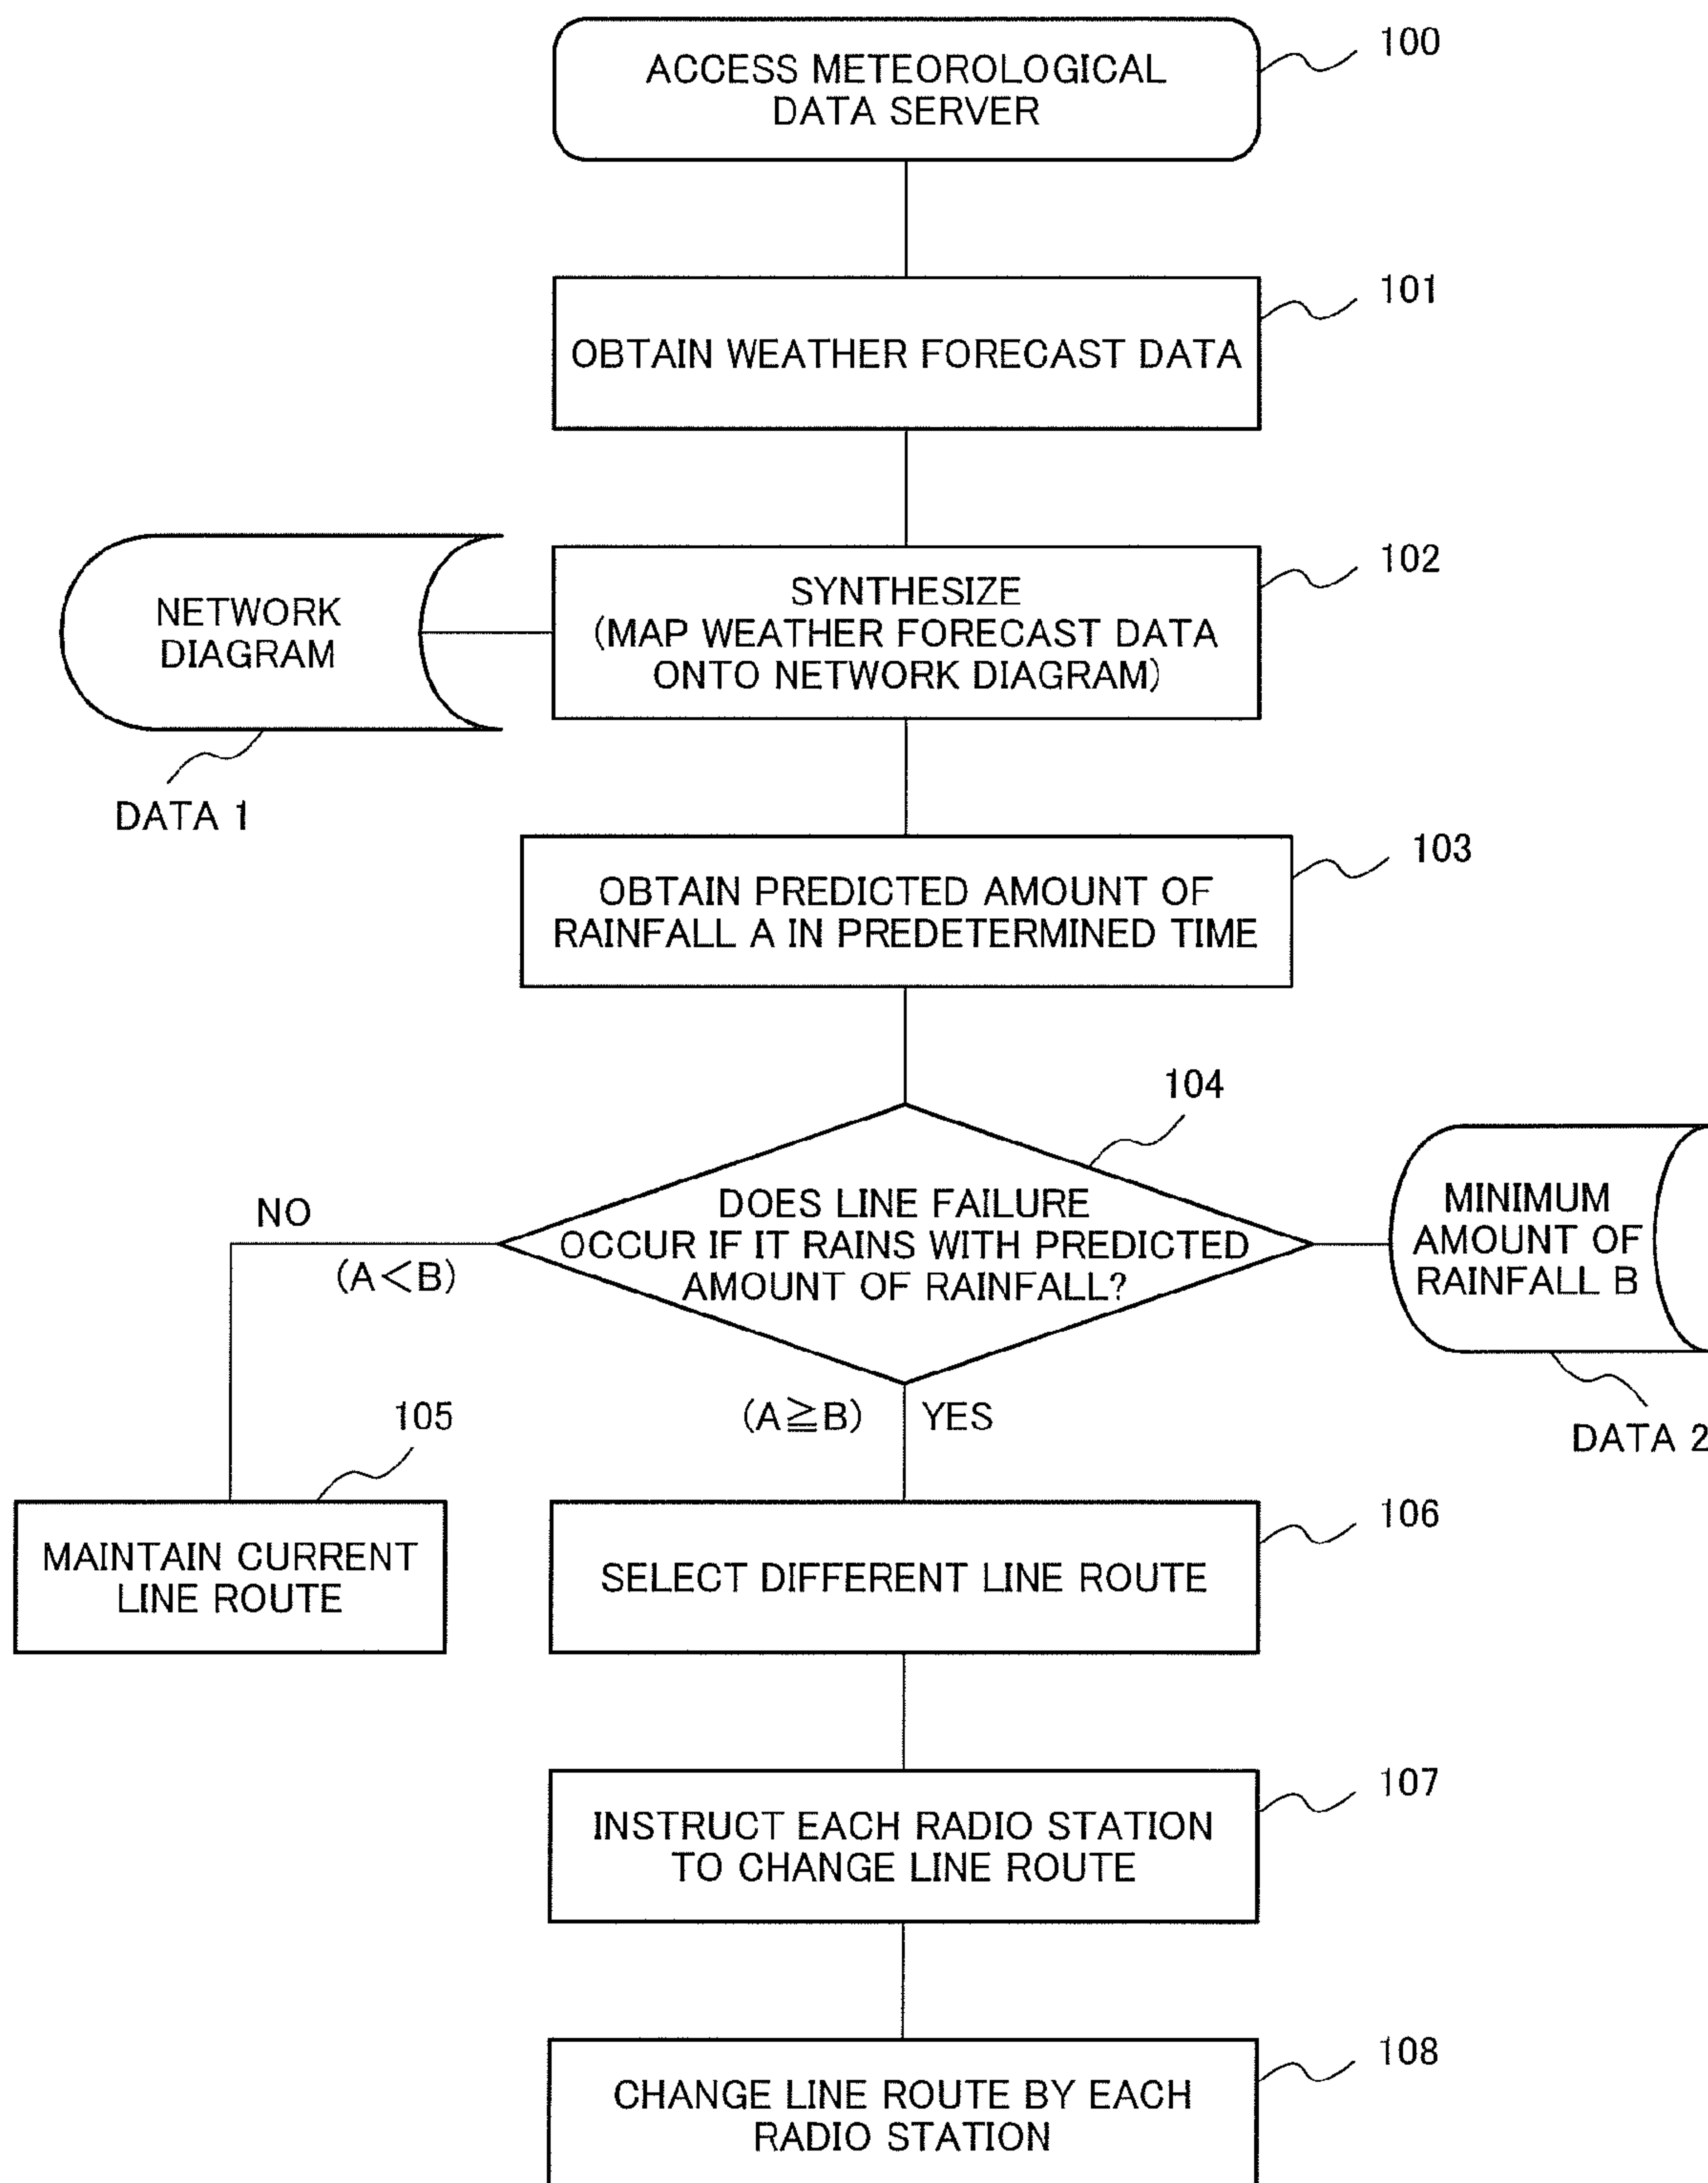 100
ACCESS METEOROLOGICAL
DATA SERVER
101
OBTAIN WEATHER FORECAST DATA
102
SYNTHESIZE
(MAP WEATHER FORECAST DATA
ONTO NETWORK DIAGRAM)
NETWORK
DIAGRAM
DATA 1
103
OBTAIN PREDICTED AMOUNT OF
RAINFALL A IN PREDETERMINED TIME
104
DOES LINE FAILURE
OCCUR IF IT RAINS WITH PREDICTED
AMOUNT OF RAINFALL?
MINIMUM
AMOUNT OF
RAINFALL B
DATA 2
NO
(A<B)
(A≧B) YES
105
MAINTAIN CURRENT
LINE ROUTE
106
SELECT DIFFERENT LINE ROUTE
107
INSTRUCT EACH RADIO STATION
TO CHANGE LINE ROUTE
108
CHANGE LINE ROUTE BY EACH
RADIO STATION